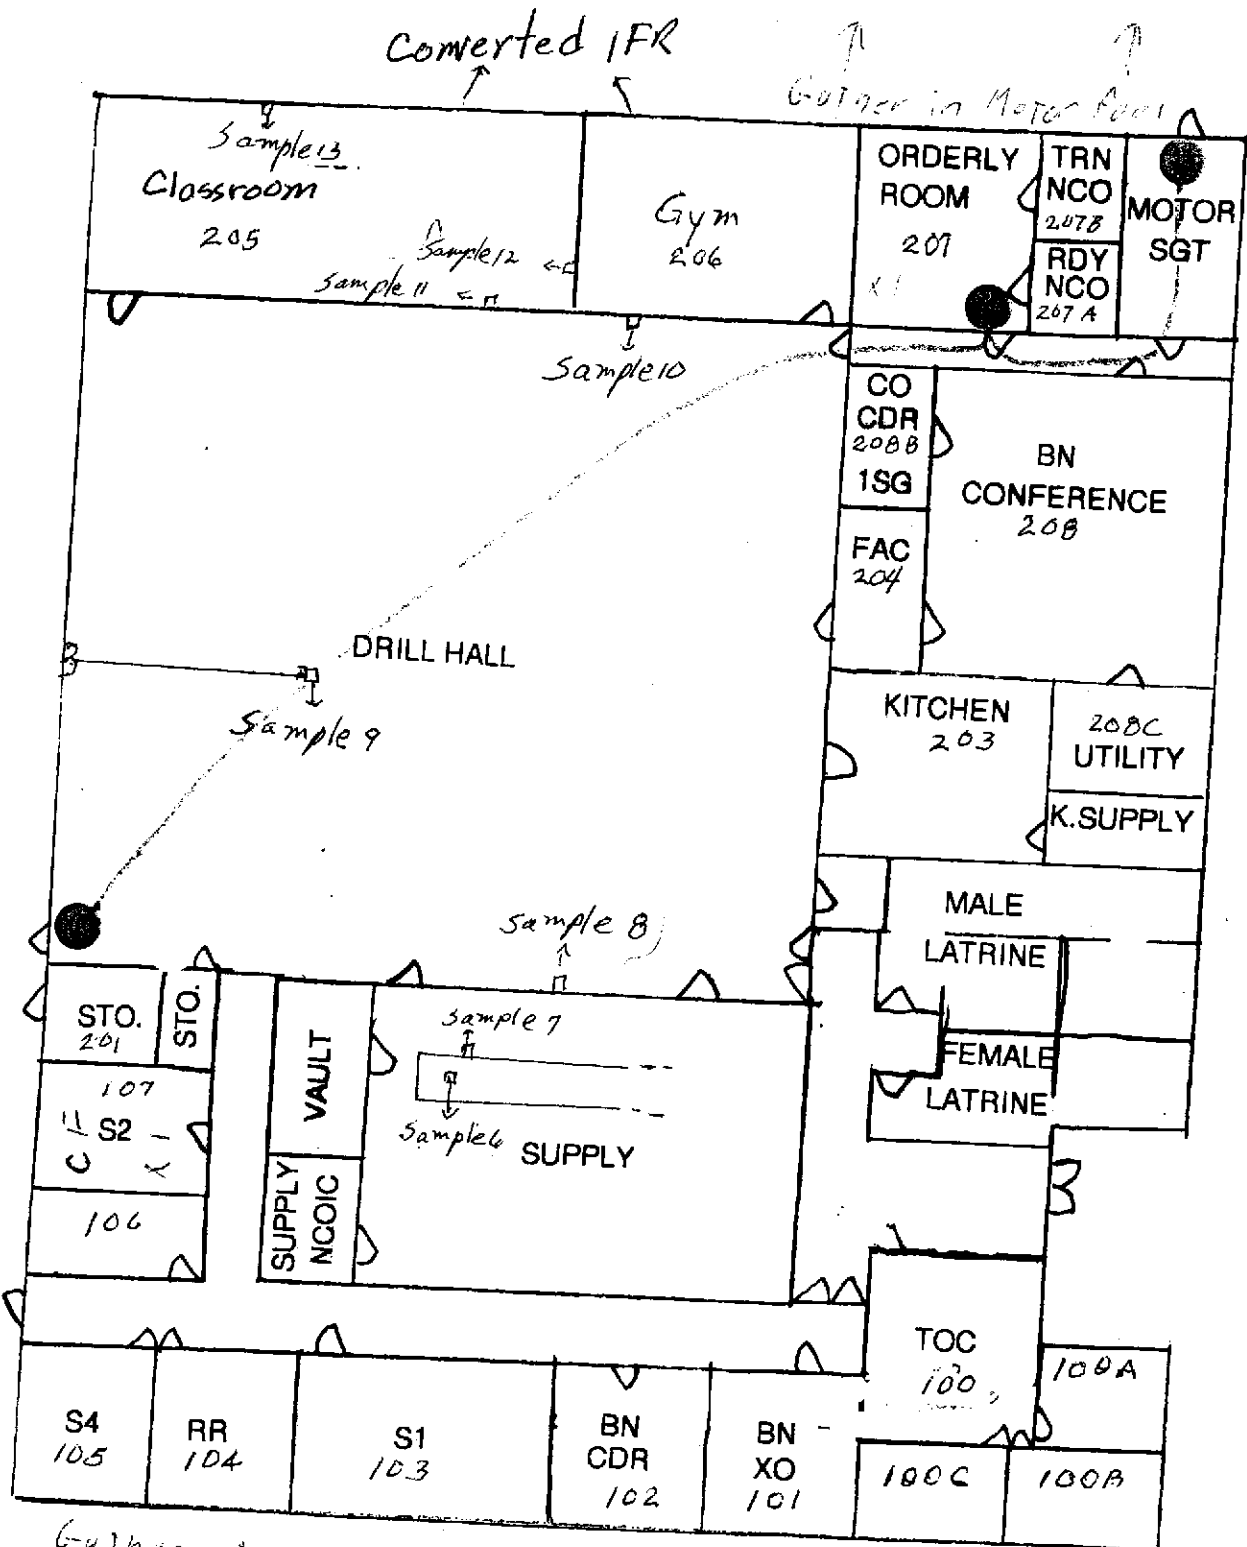 Converted IFR
in Motor Pool
Sample 13.
Classroom
205
Sample 12
Sample 11
Gym
206
ORDERLY
ROOM
207
TRN
NCO
207B
RDY
NCO
207A
MOTOR
SGT
Sample 10
CO
CDR
208B
1SG
BN
CONFERENCE
208
FAC
204
DRILL HALL
Sample 9
KITCHEN
203
208C
UTILITY
K.SUPPLY
MALE
LATRINE
Sample 8
STO.
201
STO.
VAULT
Sample 7
Sample 6
SUPPLY
FEMALE
LATRINE
107
S2
106
SUPPLY
NCOIC
TOC
100
100A
S4
105
RR
104
S1
103
BN
CDR
102
BN
XO
101
100C
100B